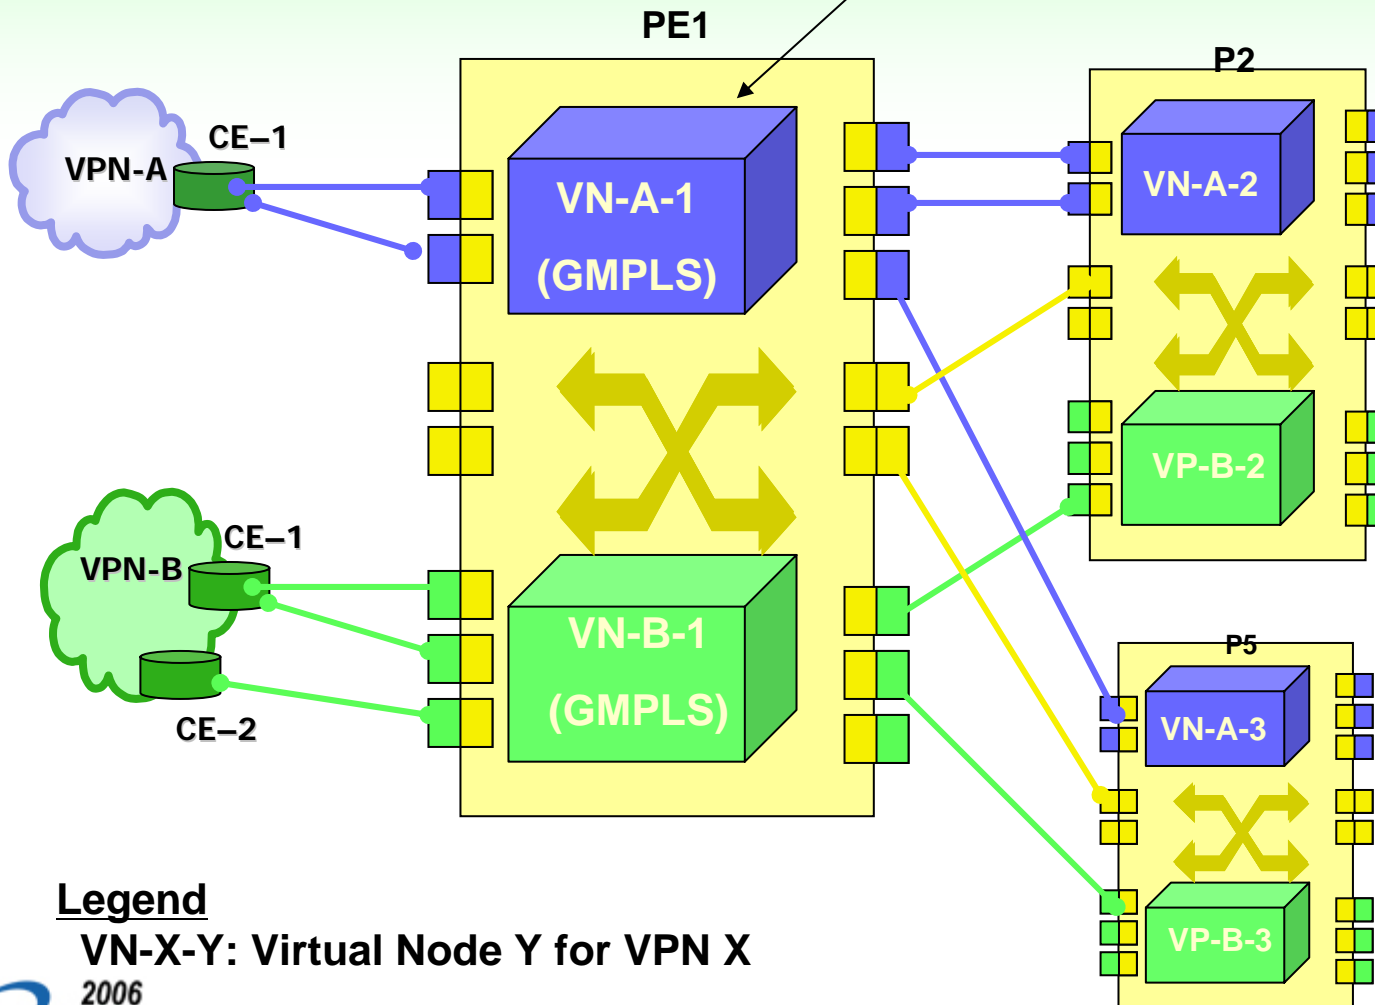 PE1
P2
CE–1
VPN-A
VN-A-1
(GMPLS)
VN-A-2
VP-B-2
CE–1
VPN-B
CE–2
VN-B-1
(GMPLS)
P5
VN-A-3
VP-B-3
Legend
VN-X-Y: Virtual Node Y for VPN X
2006